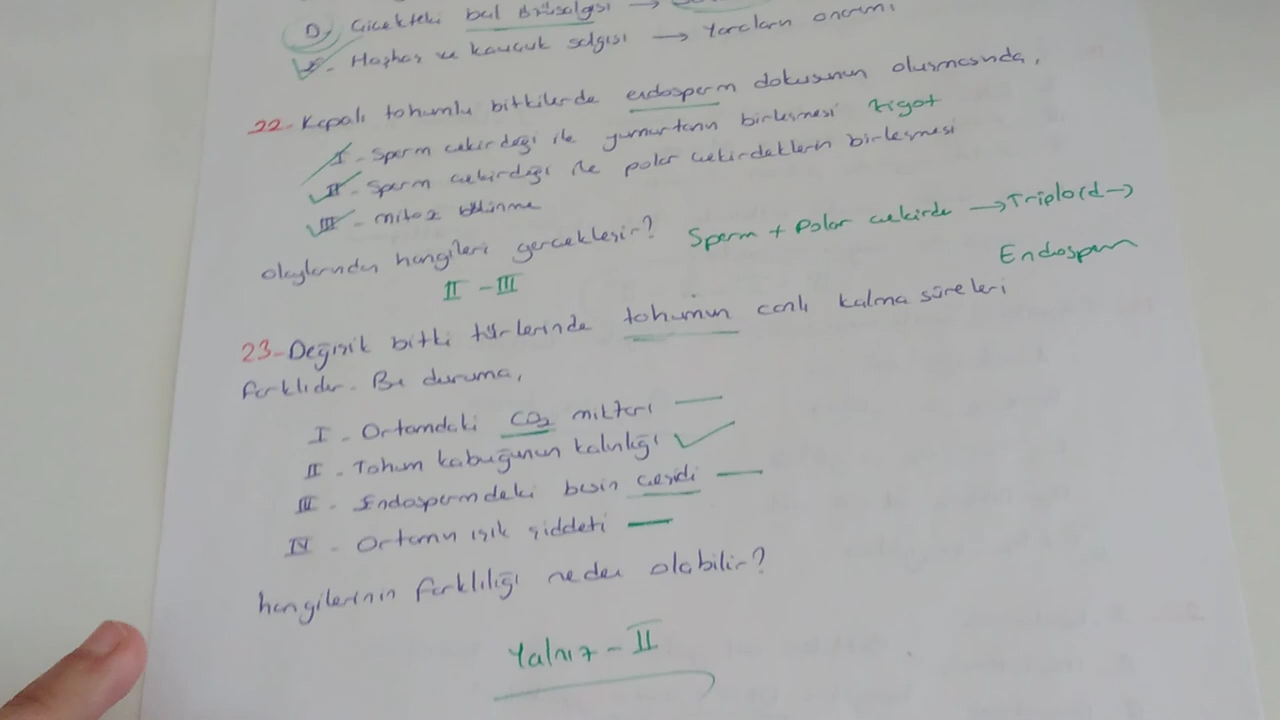 D, Çiçekteki bal özü salgısı →
E- Haşhaş ve kauçuk salgısı → Yaraların onarımı
22- Kapalı tohumlu bitkilerde endosperm dokusunun oluşmasında,
I - Sperm çekirdeği ile yumurtanın birleşmesi zigot
II - Sperm çekirdeği ile polar çekirdeklerin birleşmesi
III - mitoz bölünme
olaylarından hangileri gerçekleşir?
Sperm + Polar çekirde → Triploid →
Endosperm
II - III
23- Değişik bitki türlerinde tohumun canlı kalma süreleri
farklıdır. Bu duruma,
I - Ortamdaki CO2 miktarı —
II - Tohum kabuğunun kalınlığı ✓
III - Endospermdeki besin çeşidi —
IV - Ortamın ışık şiddeti —
hangilerinin farklılığı neden olabilir?
Yalnız - II